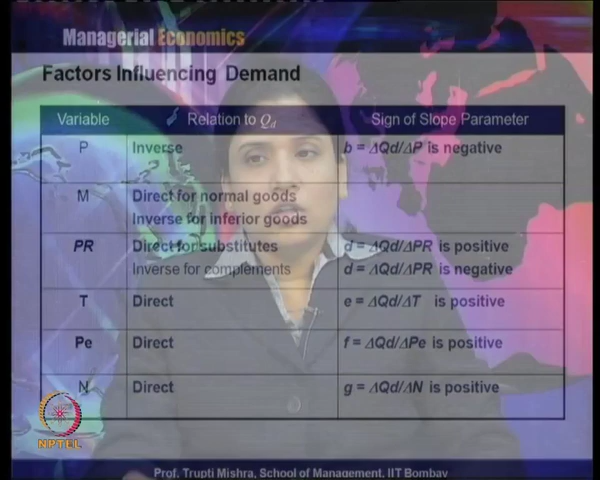 Managerial Economics
Factors Influencing Demand
Variable Relation to Qd Sign of Slope Parameter
P Inverse b = ΔQd/ΔP is negative
M Direct for normal goods
Inverse for inferior goods
PR Direct for substitutes d = ΔQd/ΔPR is positive
Inverse for complements d = ΔQd/ΔPR is negative
T Direct e = ΔQd/ΔT is positive
Pe Direct f = ΔQd/ΔPe is positive
N Direct g = ΔQd/ΔN is positive
NPTEL
Prof. Trupti Mishra, School of Management, IIT Bombay